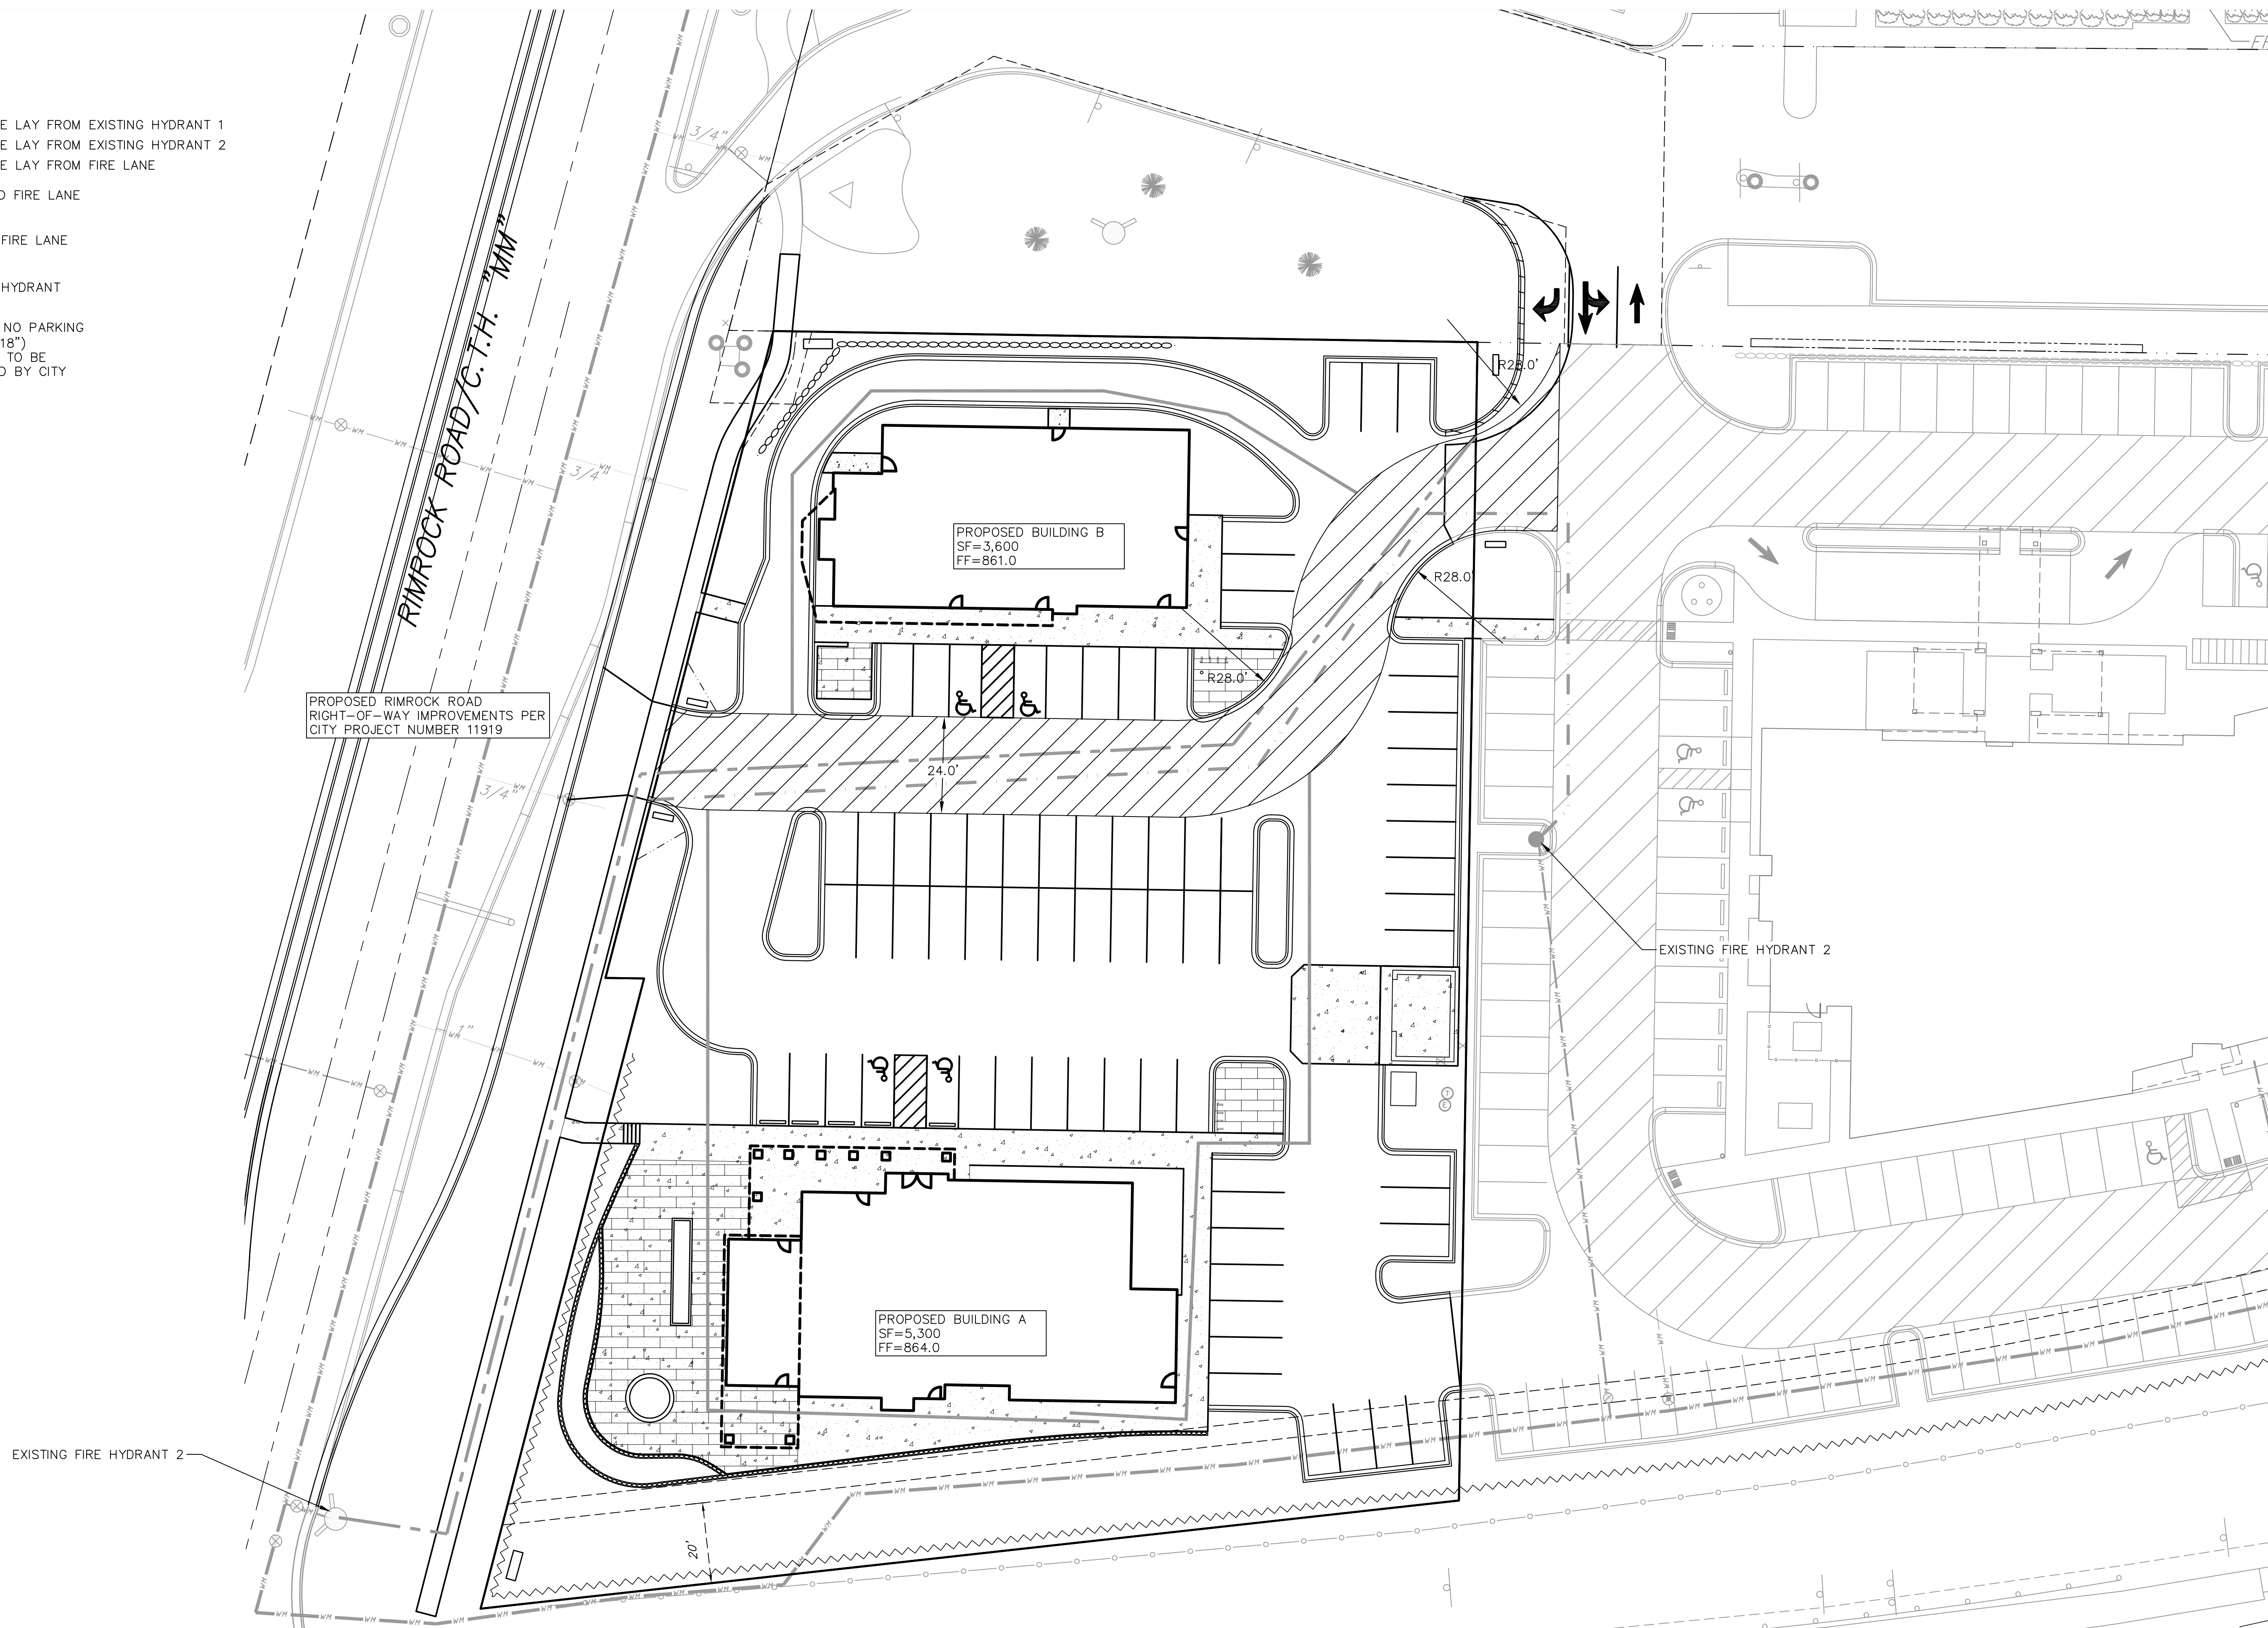 E LAY FROM EXISTING HYDRANT 1
E LAY FROM EXISTING HYDRANT 2
E LAY FROM FIRE LANE
O FIRE LANE
FIRE LANE
HYDRANT
NO PARKING
18")
TO BE
D BY CITY
RIMROCK ROAD/C.T.H. "MM"
3/4"
3/4"
3/4"
1"
WM
R28.0'
R28.0'
R28.0'
24.0'
PROPOSED BUILDING B
SF=3,600
FF=861.0
PROPOSED RIMROCK ROAD
RIGHT-OF-WAY IMPROVEMENTS PER
CITY PROJECT NUMBER 11919
EXISTING FIRE HYDRANT 2
T
E
PROPOSED BUILDING A
SF=5,300
FF=864.0
EXISTING FIRE HYDRANT 2
20'